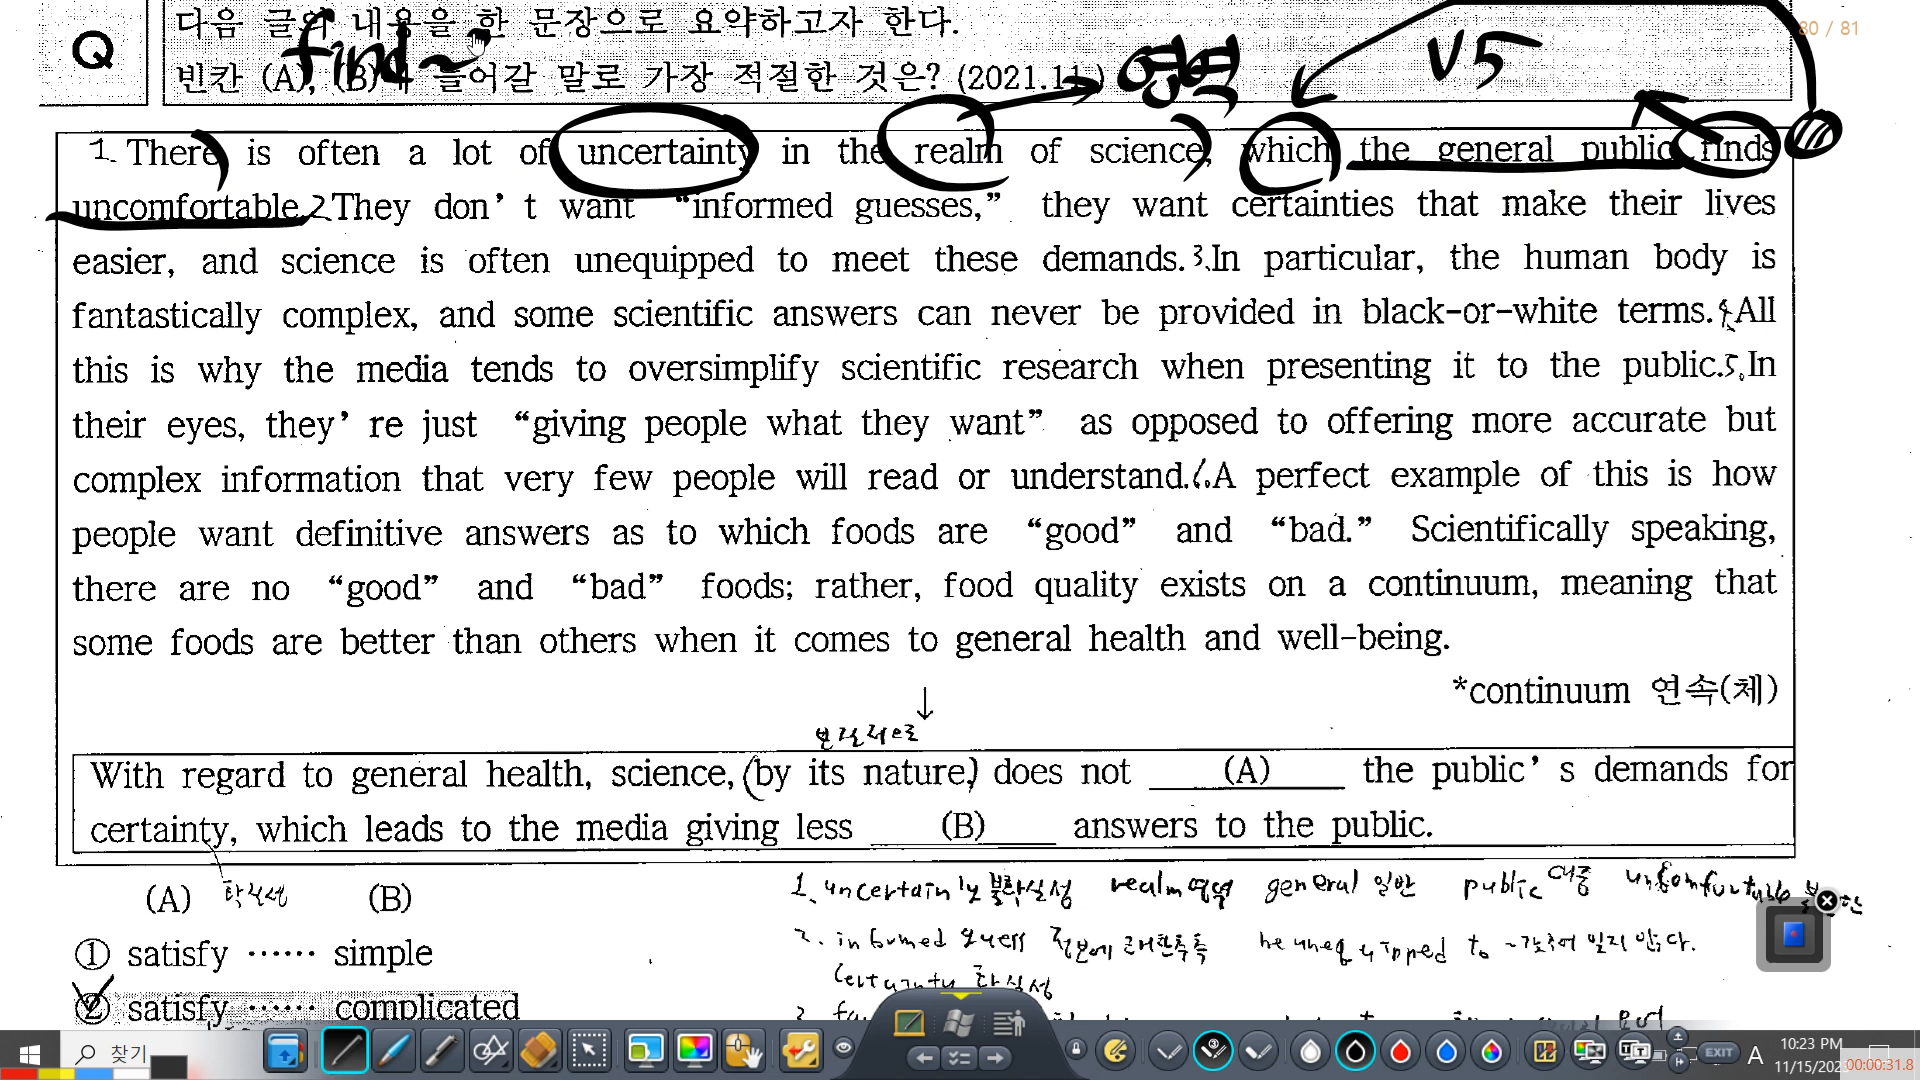 80 / 81
Q
다음 글의 내용을 한 문장으로 요약하고자 한다.
find~
빈칸 (A), (B)에 들어갈 말로 가장 적절한 것은? (2021.11.)
영역
V5
1. There is often a lot of uncertainty in the realm of science, which the general public finds
uncomfortable. 2 They don't want “informed guesses,” they want certainties that make their lives
easier, and science is often unequipped to meet these demands. 3. In particular, the human body is
fantastically complex, and some scientific answers can never be provided in black-or-white terms. 4. All
this is why the media tends to oversimplify scientific research when presenting it to the public. 5. In
their eyes, they're just “giving people what they want” as opposed to offering more accurate but
complex information that very few people will read or understand. 6. A perfect example of this is how
people want definitive answers as to which foods are “good” and “bad.” Scientifically speaking,
there are no “good” and “bad” foods; rather, food quality exists on a continuum, meaning that
some foods are better than others when it comes to general health and well-being.
*continuum 연속(체)
↓
본질적으로
With regard to general health, science, (by its nature,) does not (A) the public's demands for
certainty, which leads to the media giving less (B) answers to the public.
(A) 확실성 (B)
1. uncertainty 불확실성 realm 영역 general 일반 public 대중 uncomfortable
① satisfy ...... simple
2. informed guess 정보에 근거한 추측 be unequipped to ~갖추어 있지 않다.
certainty 확실성
② satisfy ...... complicated
3.
찾기
EXIT
A
10:23 PM
00:00:31.8